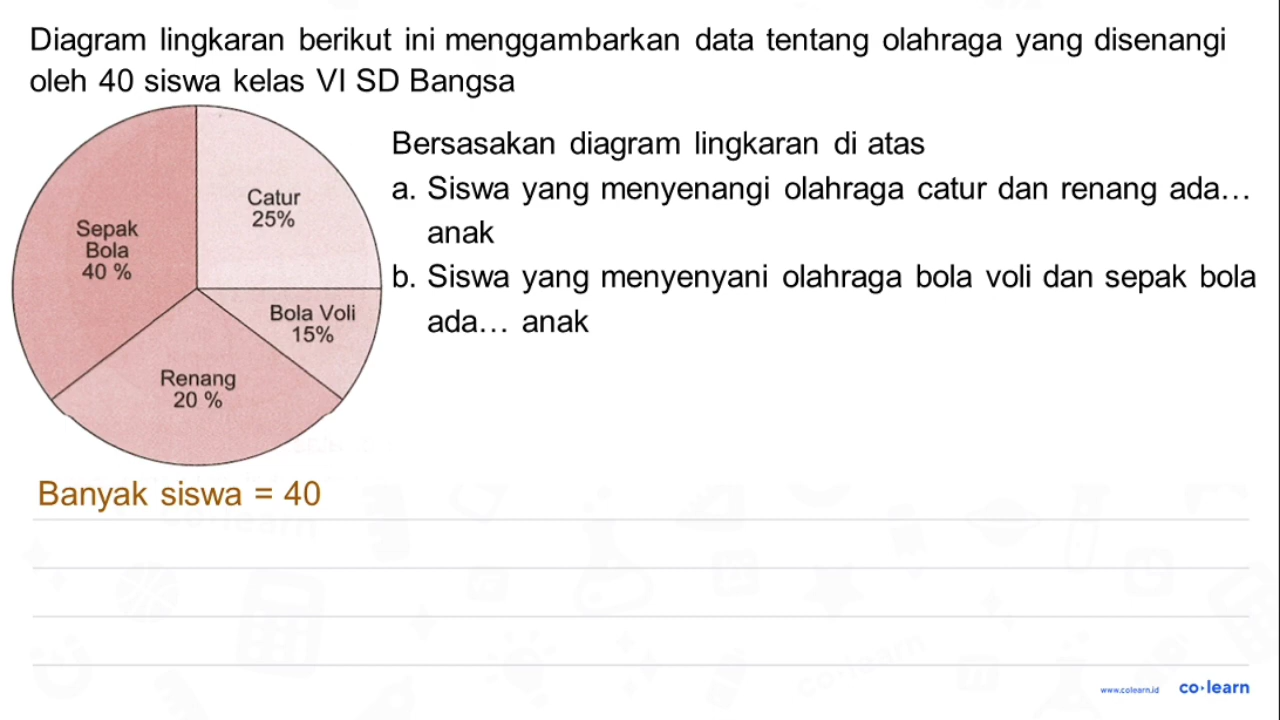 Diagram lingkaran berikut ini menggambarkan data tentang olahraga yang disenangi
oleh 40 siswa kelas VI SD Bangsa
Sepak
Bola
40 %
Catur
25%
Bola Voli
15%
Renang
20 %
Bersasakan diagram lingkaran di atas
a. Siswa yang menyenangi olahraga catur dan renang ada...
anak
b. Siswa yang menyenyani olahraga bola voli dan sepak bola
ada... anak
Banyak siswa = 40
www.colearn.id
co·learn